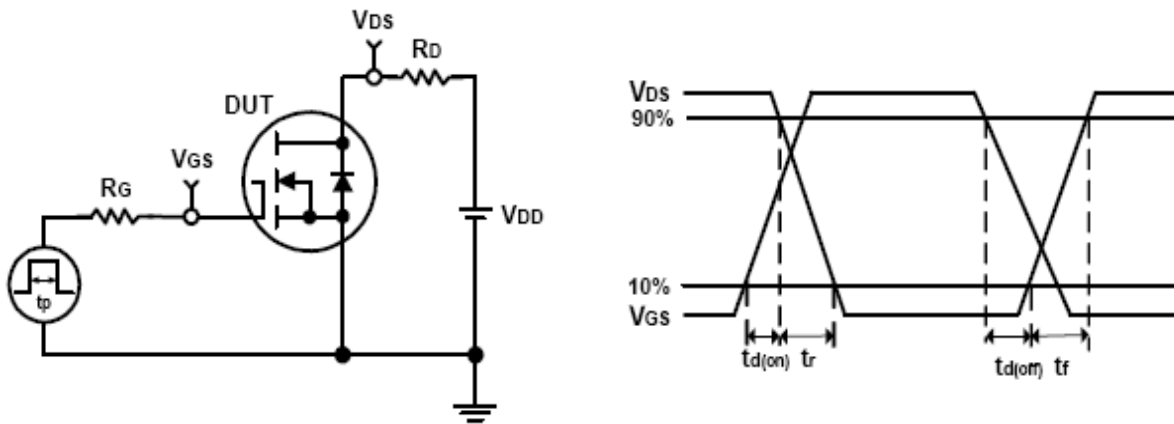 VDS
RD
DUT
VGS
RG
VDD
tp
VDS
90%
10%
VGS
td(on) tr
td(off) tf